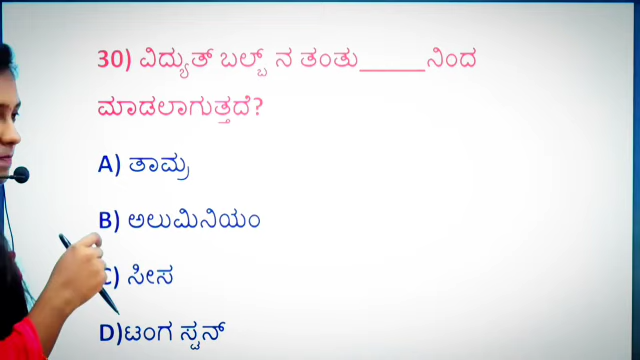 30) ವಿದ್ಯುತ್ ಬಲ್ಬ್ ನ ತಂತು_____ನಿಂದ
ಮಾಡಲಾಗುತ್ತದೆ?
A) ತಾಮ್ರ
B) ಅಲುಮಿನಿಯಂ
C) ಸೀಸ
D)ಟಂಗ ಸ್ಟನ್